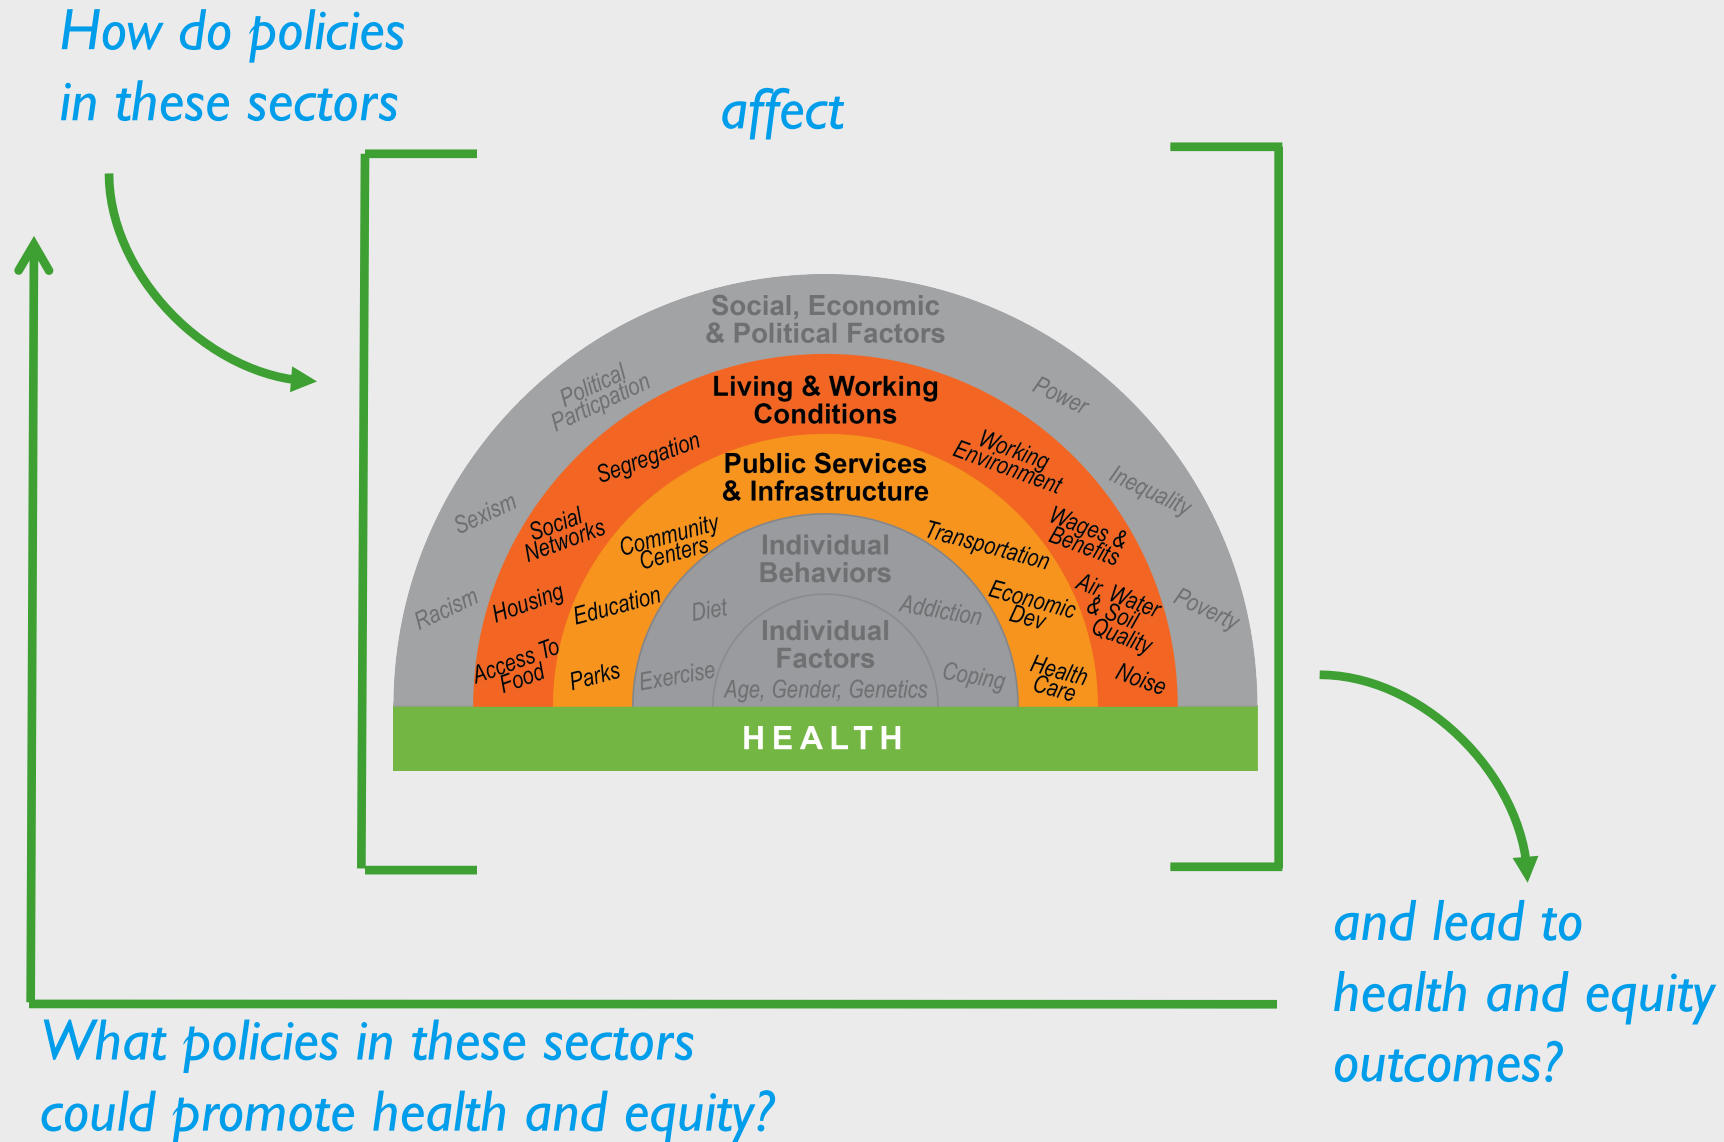 How do policies
in these sectors
affect
Social, Economic
& Political Factors
Political
Particpation
Power
Sexism
Inequality
Racism
Poverty
Living & Working
Conditions
Segregation
Working
Environment
Social
Networks
Wages &
Benefits
Housing
Air, Water
& Soil
Quality
Access To
Food
Noise
Public Services
& Infrastructure
Community
Centers
Transportation
Education
Economic
Dev
Parks
Health
Care
Individual
Behaviors
Diet
Addiction
Exercise
Coping
Individual
Factors
Age, Gender, Genetics
HEALTH
and lead to
health and equity
outcomes?
What policies in these sectors
could promote health and equity?